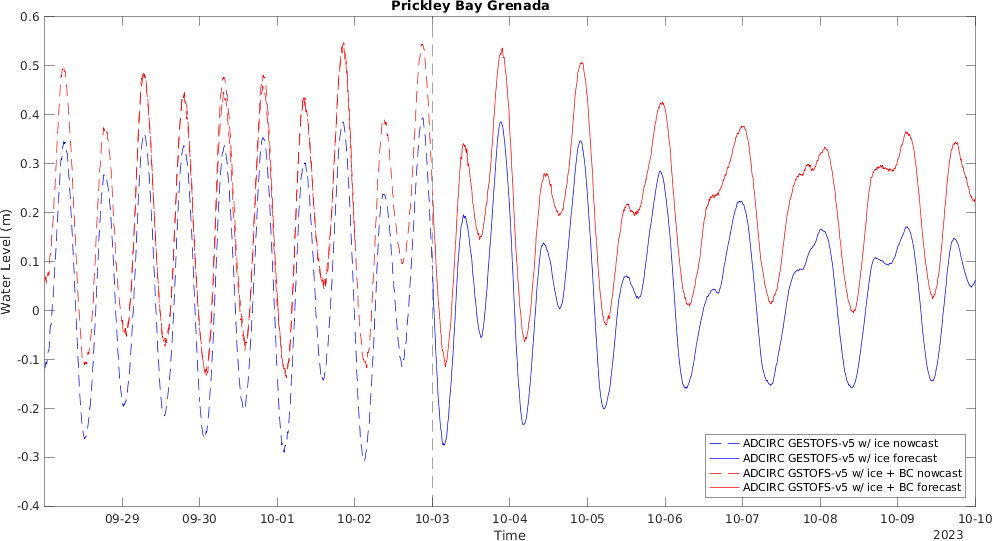 Prickley Bay Grenada
0.6
0.5
0.4
0.3
0.2
0.1
0
-0.1
-0.2
-0.3
-0.4
Water Level (m)
09-29 09-30 10-01 10-02 10-03 10-04 10-05 10-06 10-07 10-08 10-09 10-10
Time
2023
ADCIRC GESTOFS-v5 w/ ice nowcast
ADCIRC GESTOFS-v5 w/ ice forecast
ADCIRC GSTOFS-v5 w/ ice + BC nowcast
ADCIRC GSTOFS-v5 w/ ice + BC forecast